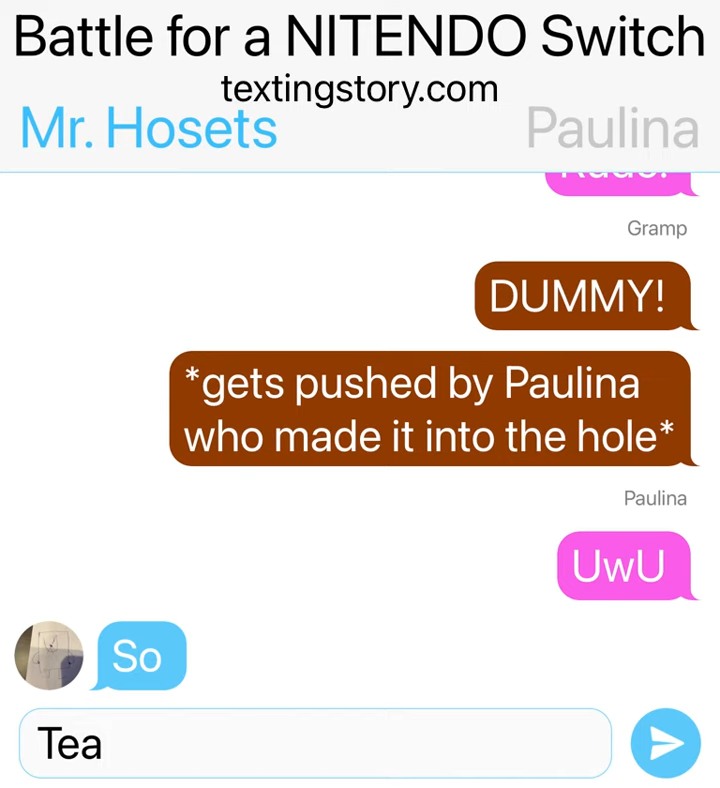 Battle for a NITENDO Switch
textingstory.com
Mr. Hosets
Paulina
Gramp
DUMMY!
*gets pushed by Paulina
who made it into the hole*
Paulina
UwU
So
Tea